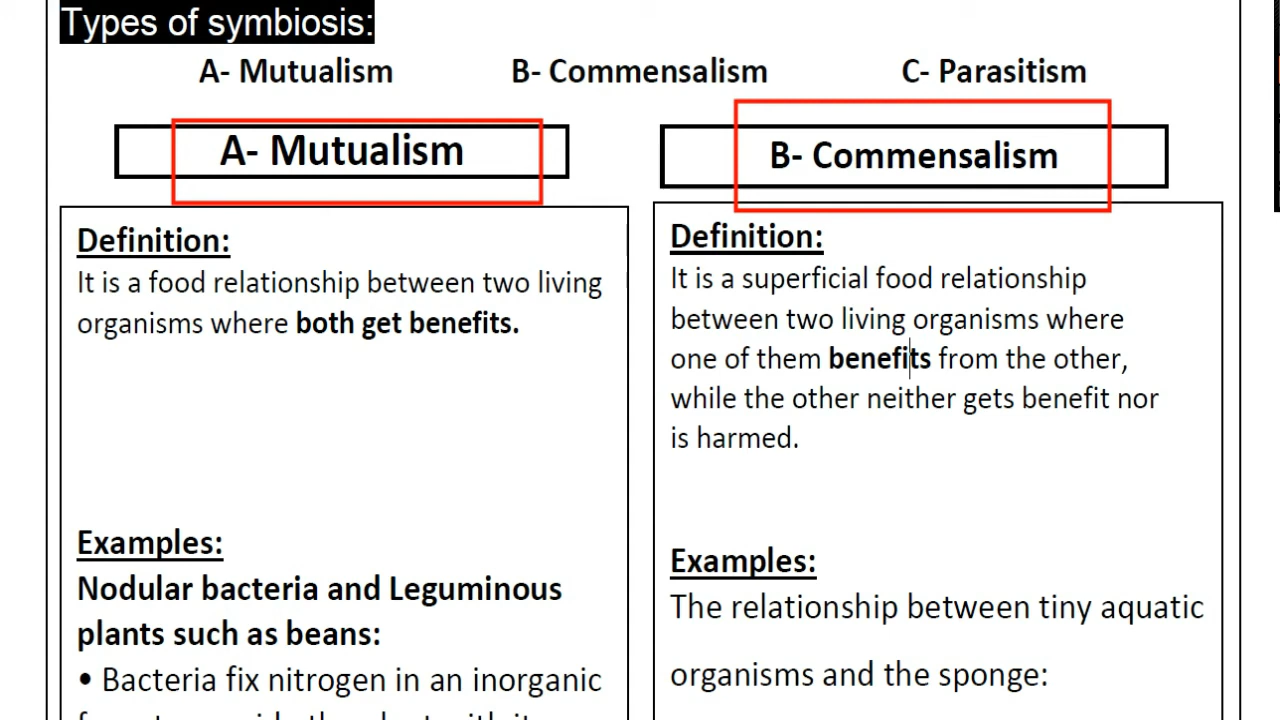 Types of symbiosis:
A- Mutualism B- Commensalism C- Parasitism
A- Mutualism
Definition:
It is a food relationship between two living
organisms where both get benefits.
Examples:
Nodular bacteria and Leguminous
plants such as beans:
• Bacteria fix nitrogen in an inorganic
B- Commensalism
Definition:
It is a superficial food relationship
between two living organisms where
one of them benefits from the other,
while the other neither gets benefit nor
is harmed.
Examples:
The relationship between tiny aquatic
organisms and the sponge: